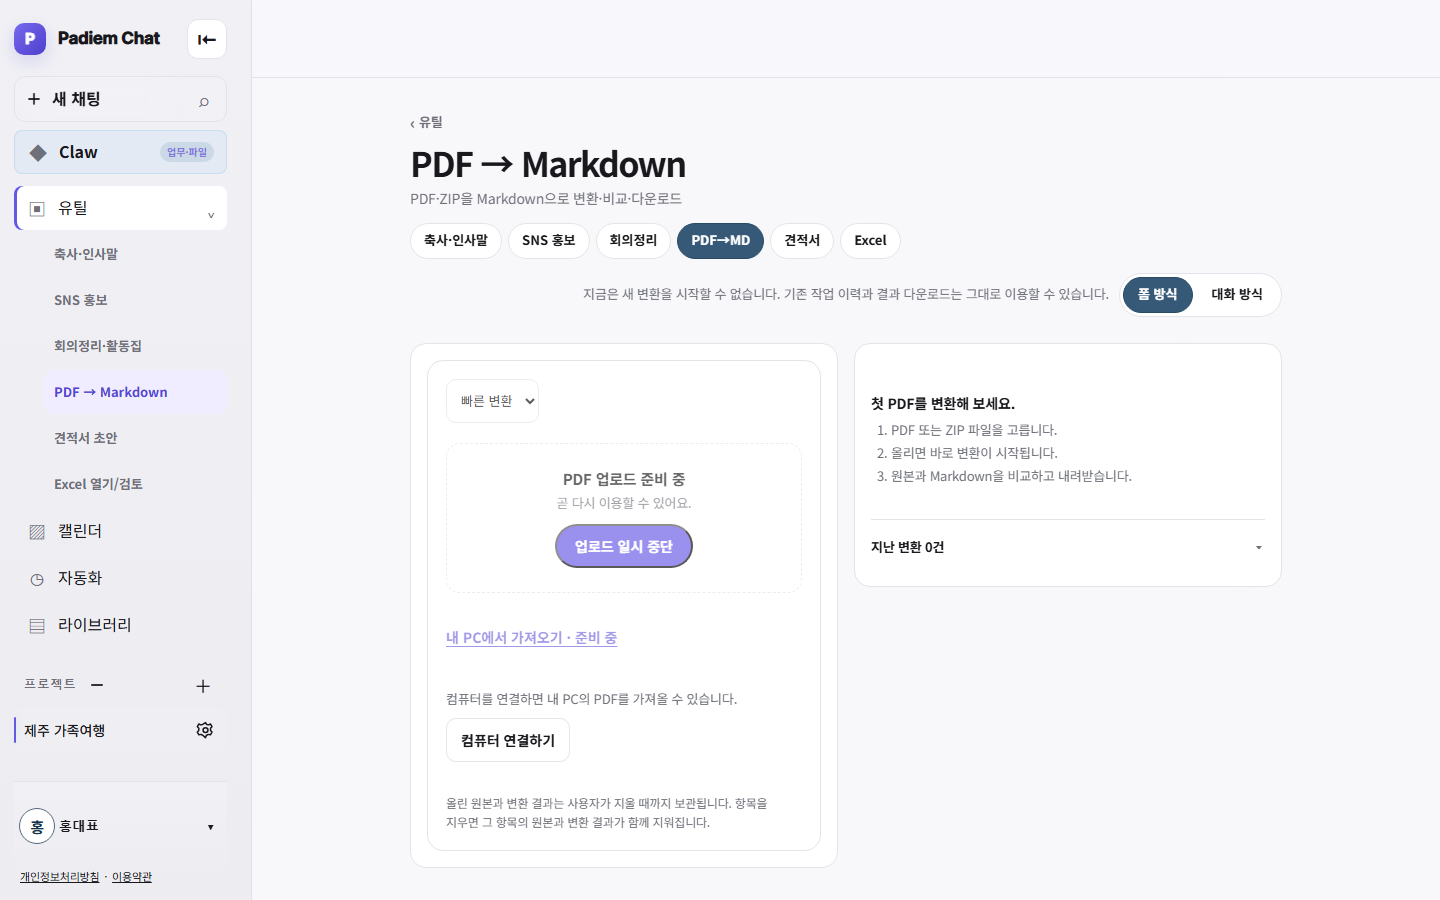 P Padiem Chat
+ 새 채팅
Claw 업무·파일
유틸
축사·인사말
SNS 홍보
회의정리·활동집
PDF → Markdown
견적서 초안
Excel 열기/검토
캘린더
자동화
라이브러리
프로젝트
제주 가족여행
홍 홍대표
개인정보처리방침 · 이용약관
‹ 유틸
PDF → Markdown
PDF·ZIP을 Markdown으로 변환·비교·다운로드
축사·인사말 SNS 홍보 회의정리 PDF→MD 견적서 Excel
지금은 새 변환을 시작할 수 없습니다. 기존 작업 이력과 결과 다운로드는 그대로 이용할 수 있습니다. 폼 방식 대화 방식
빠른 변환
PDF 업로드 준비 중
곧 다시 이용할 수 있어요.
업로드 일시 중단
내 PC에서 가져오기 · 준비 중
컴퓨터를 연결하면 내 PC의 PDF를 가져올 수 있습니다.
컴퓨터 연결하기
올린 원본과 변환 결과는 사용자가 지울 때까지 보관됩니다. 항목을
지우면 그 항목의 원본과 변환 결과가 함께 지워집니다.
첫 PDF를 변환해 보세요.
1. PDF 또는 ZIP 파일을 고릅니다.
2. 올리면 바로 변환이 시작됩니다.
3. 원본과 Markdown을 비교하고 내려받습니다.
지난 변환 0건